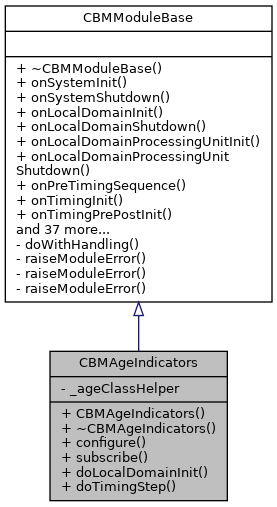 CBMModuleBase
+ ~CBMModuleBase()
+ onSystemInit()
+ onSystemShutdown()
+ onLocalDomainInit()
+ onLocalDomainShutdown()
+ onLocalDomainProcessingUnitInit()
+ onLocalDomainProcessingUnit
Shutdown()
+ onPreTimingSequence()
+ onTimingInit()
+ onTimingPrePostInit()
and 37 more...
- doWithHandling()
- raiseModuleError()
- raiseModuleError()
- raiseModuleError()
CBMAgeIndicators
- _ageClassHelper
+ CBMAgeIndicators()
+ ~CBMAgeIndicators()
+ configure()
+ subscribe()
+ doLocalDomainInit()
+ doTimingStep()